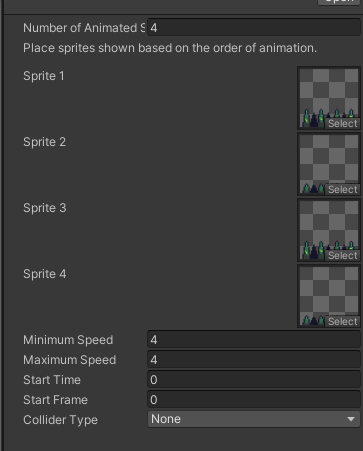 Open
Number of Animated S 4
Place sprites shown based on the order of animation.
Sprite 1
Select
Sprite 2
Select
Sprite 3
Select
Sprite 4
Select
Minimum Speed 4
Maximum Speed 4
Start Time 0
Start Frame 0
Collider Type None